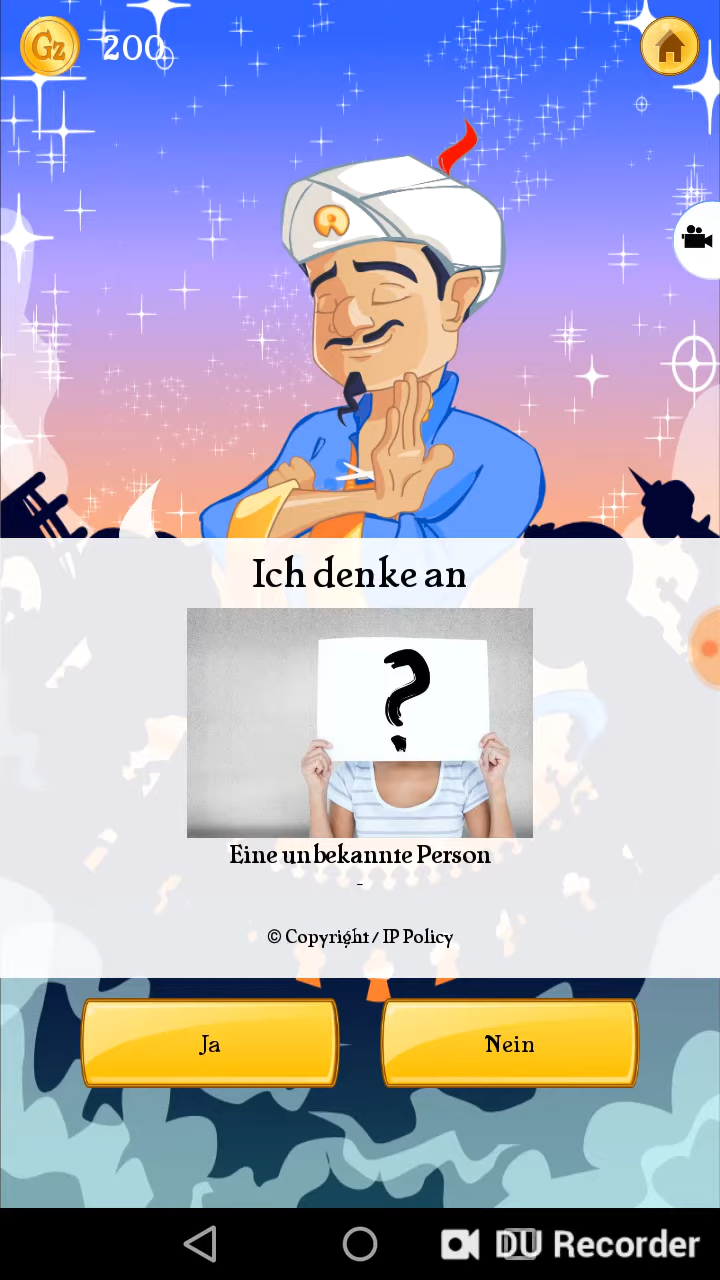 Gz 200
Ich denke an
?
Eine unbekannte Person
-
© Copyright / IP Policy
Ja Nein
DU Recorder